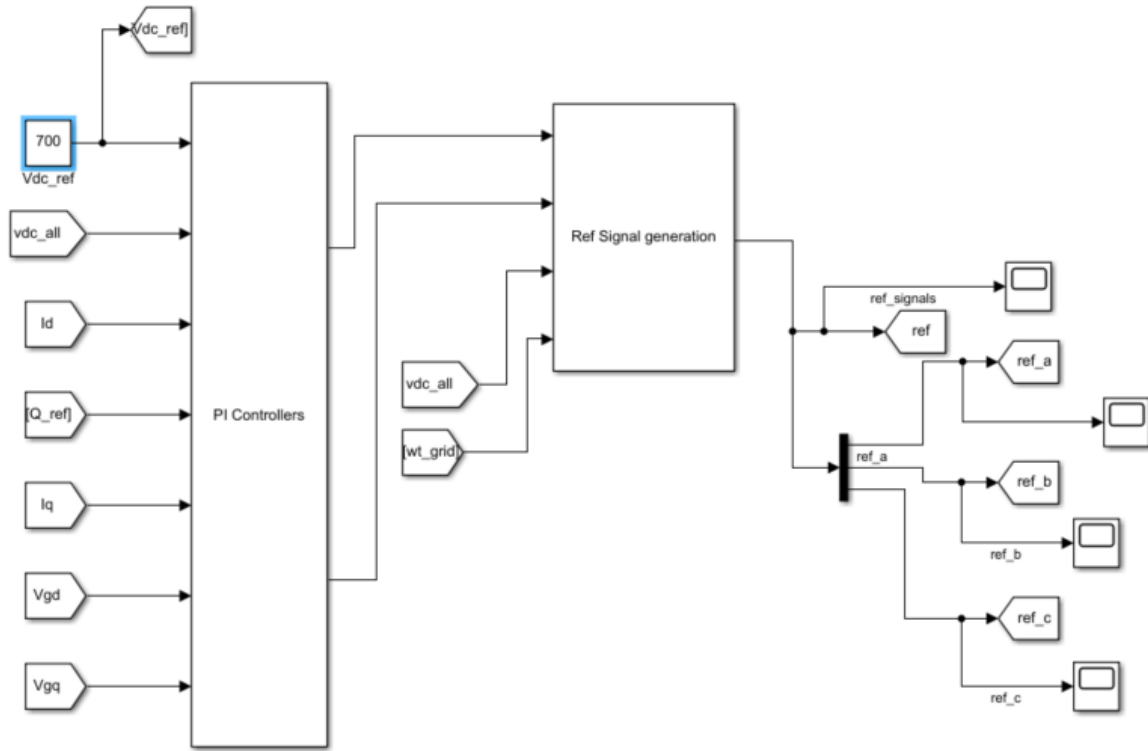 [Vdc_ref]
700
Vdc_ref
vdc_all
Id
[Q_ref]
Iq
Vgd
Vgq
PI Controllers
Ref Signal generation
vdc_all
[wt_grid]
ref_signals
ref
ref_a
ref_a
ref_b
ref_b
ref_c
ref_c